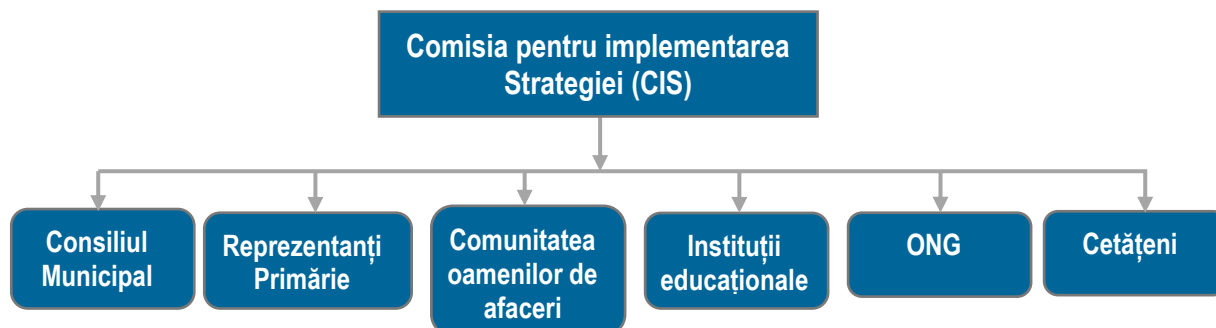 Comisia pentru implementarea
Strategiei (CIS)
Consiliul
Municipal
Reprezentanți
Primărie
Comunitatea
oamenilor de
afaceri
Instituții
educaționale
ONG
Cetățeni